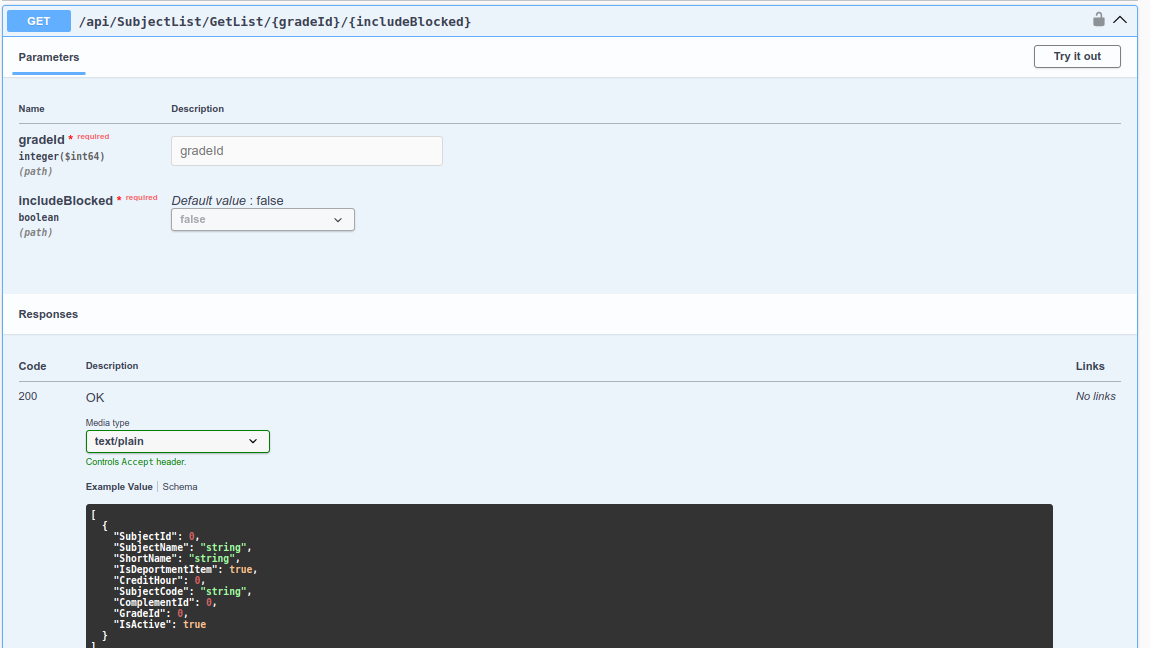 GET /api/SubjectList/GetList/{gradeId}/{includeBlocked}
Parameters
Try it out
Name Description
gradeId * required
integer($int64)
(path)
gradeId
includeBlocked * required
boolean
(path)
Default value : false
false
Responses
Code Description Links
200 OK No links
Media type
text/plain
Controls Accept header.
Example Value | Schema
[
{
"SubjectId": 0,
"SubjectName": "string",
"ShortName": "string",
"IsDeportmentItem": true,
"CreditHour": 0,
"SubjectCode": "string",
"ComplementId": 0,
"GradeId": 0,
"IsActive": true
}
]